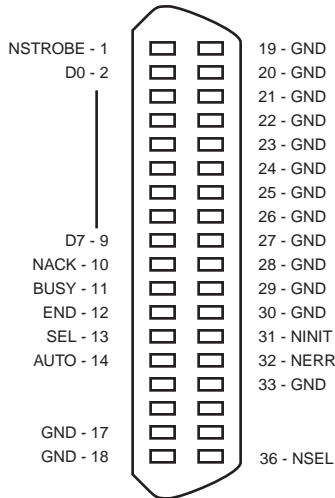 NSTROBE - 1
D0 - 2
D7 - 9
NACK - 10
BUSY - 11
END - 12
SEL - 13
AUTO - 14
GND - 17
GND - 18
19 - GND
20 - GND
21 - GND
22 - GND
23 - GND
24 - GND
25 - GND
26 - GND
27 - GND
28 - GND
29 - GND
30 - GND
31 - NINIT
32 - NERR
33 - GND
36 - NSEL